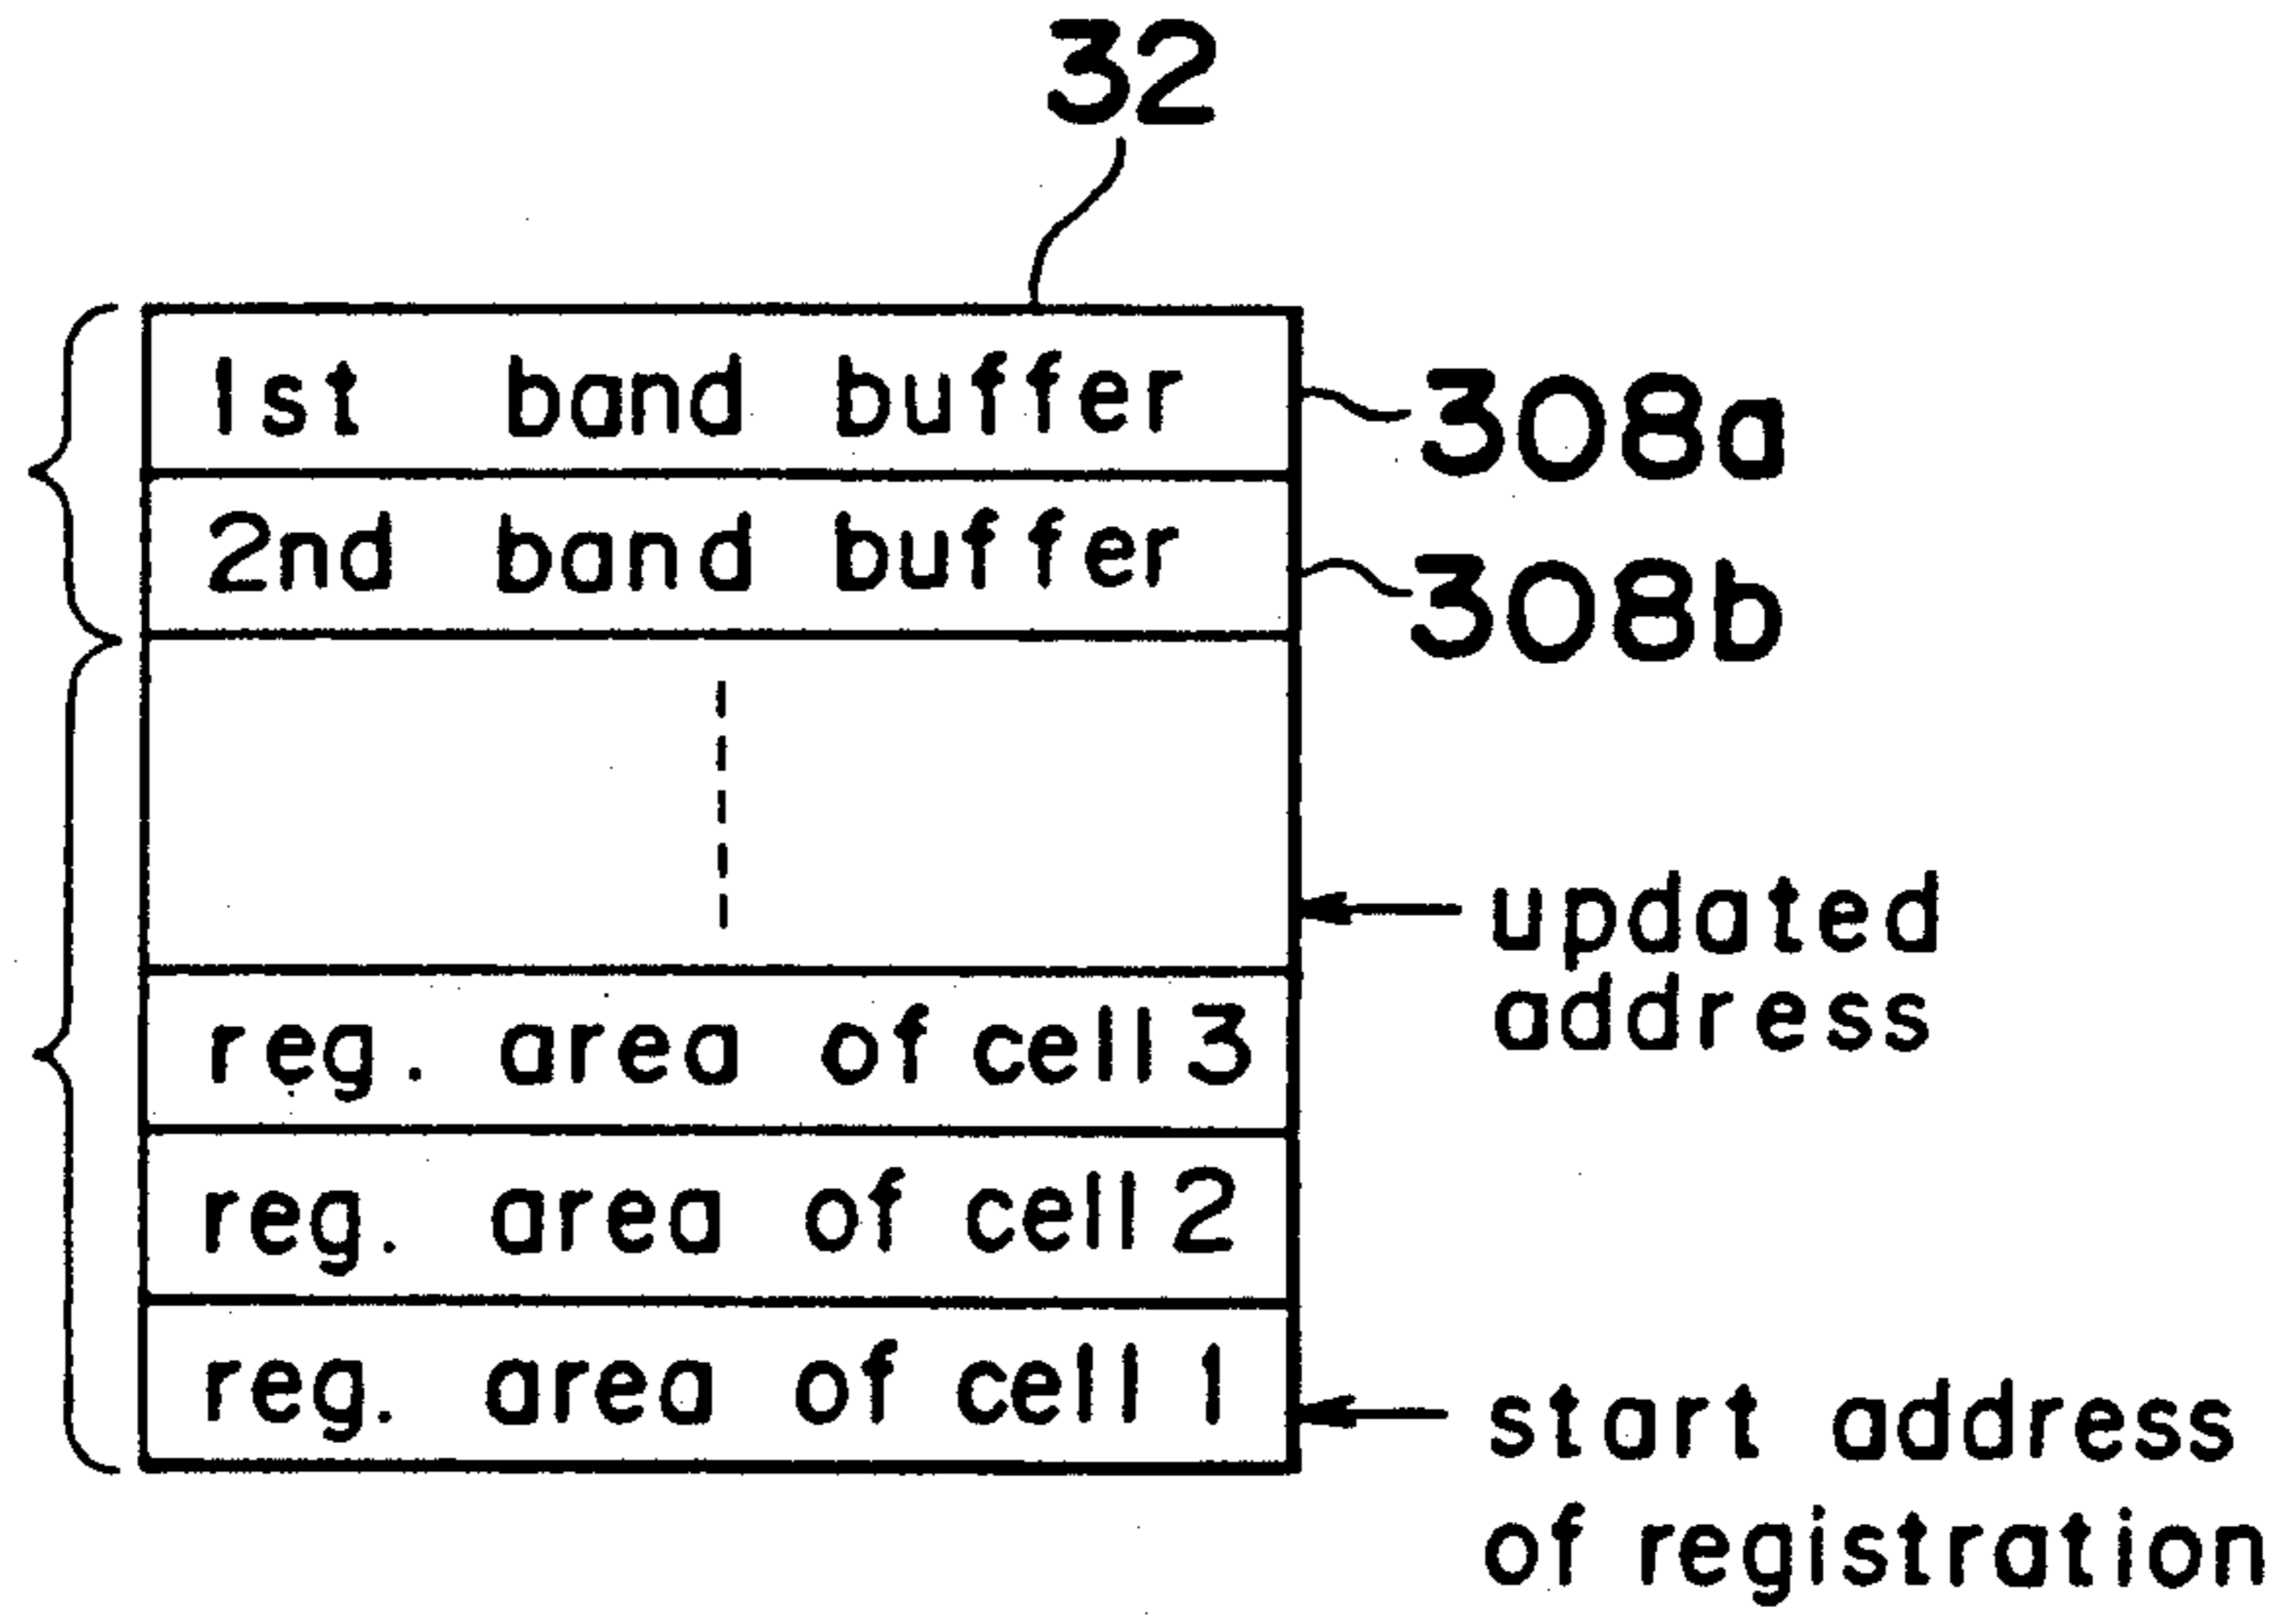 32
1st band buffer
308a
2nd band buffer
308b
updated
address
reg. area of cell 3
reg. area of cell 2
reg. area of cell 1
start address
of registration